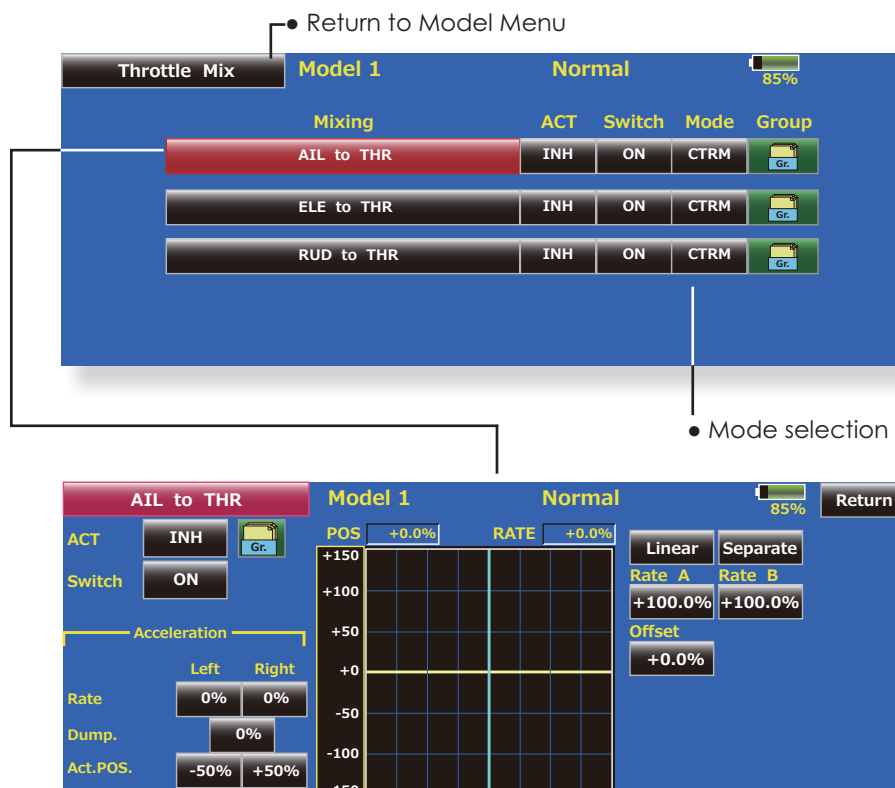 ● Return to Model Menu
Throttle Mix Model 1 Normal 85%
Mixing ACT Switch Mode Group
AIL to THR INH ON CTRM Gr.
ELE to THR INH ON CTRM Gr.
RUD to THR INH ON CTRM Gr.
● Mode selection
AIL to THR Model 1 Normal 85% Return
ACT INH Gr. POS +0.0% RATE +0.0%
Linear Separate
Switch ON
Rate A Rate B
+100.0% +100.0%
Acceleration
Offset
+0.0%
Left Right
Rate 0% 0%
Dump. 0%
Act.POS. -50% +50%
+150
+100
+50
+0
-50
-100
-150